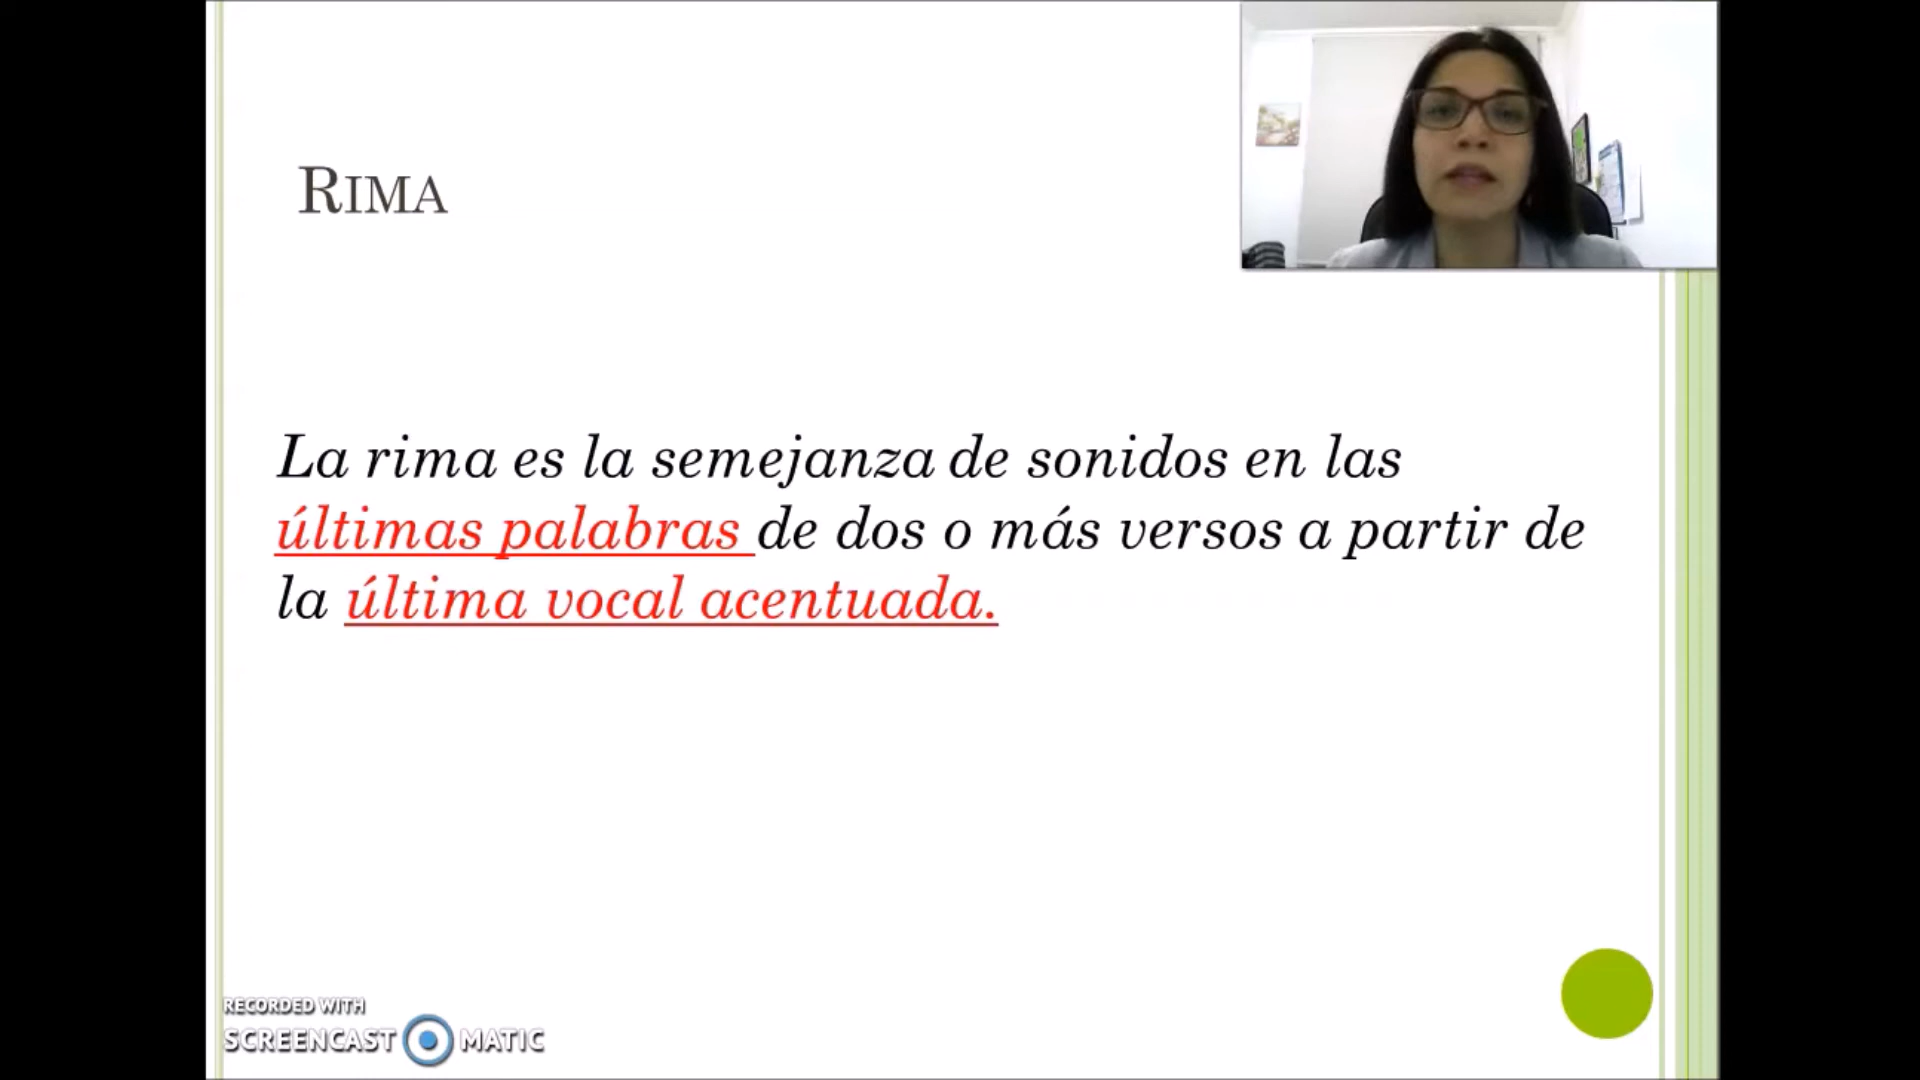 RIMA
La rima es la semejanza de sonidos en las
últimas palabras de dos o más versos a partir de
la última vocal acentuada.
RECORDED WITH
SCREENCAST MATIC